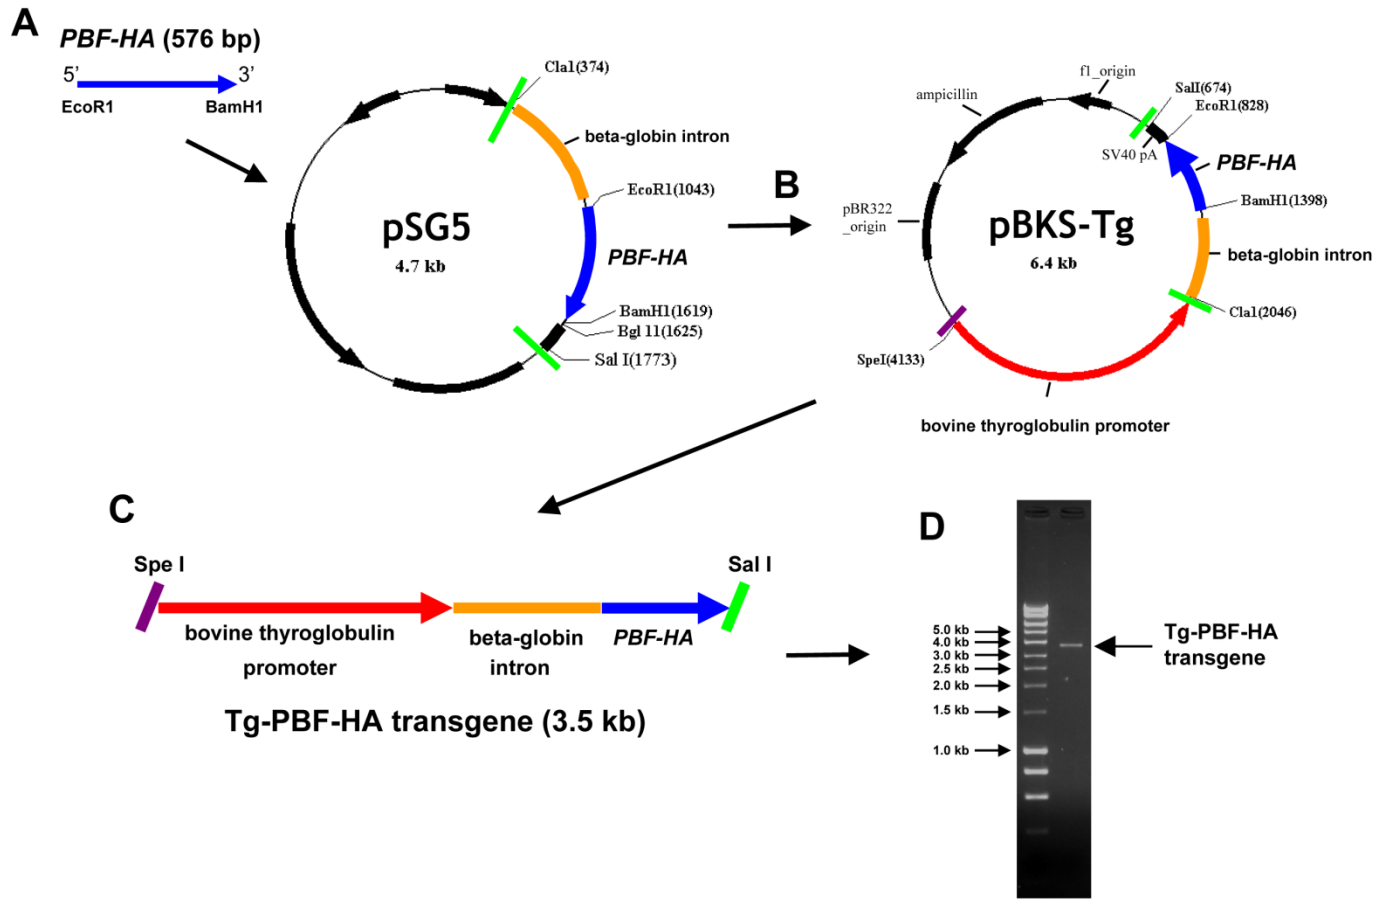 A
PBF-HA (576 bp)
5’
3’
EcoR1
BamH1
Cla1(374)
beta-globin intron
EcoR1(1043)
pSG5
4.7 kb
PBF-HA
BamH1(1619)
Bgl 11(1625)
Sal I(1773)
B
f1_origin
ampicillin
SalI(674)
EcoR1(828)
SV40 pA
PBF-HA
BamH1(1398)
pBR322
_origin
pBKS-Tg
6.4 kb
beta-globin intron
Cla1(2046)
SpeI(4133)
bovine thyroglobulin promoter
C
Spe I
Sal I
bovine thyroglobulin
promoter
beta-globin
intron
PBF-HA
Tg-PBF-HA transgene (3.5 kb)
D
5.0 kb
4.0 kb
3.0 kb
2.5 kb
2.0 kb
1.5 kb
1.0 kb
Tg-PBF-HA
transgene